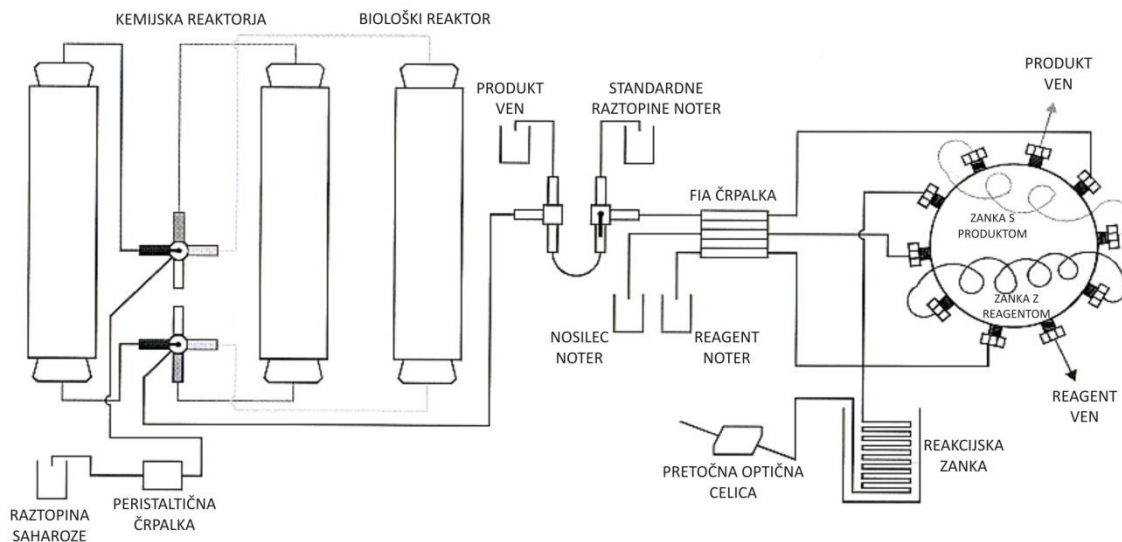 KEMIJSKA REAKTORJA
BIOLOŠKI REAKTOR
PRODUKT
VEN
STANDARDNE
RAZTOPINE NOTER
PRODUKT
VEN
FIA ČRPALKA
ZANKA S
PRODUKTOM
ZANKA Z
REAGENTOM
NOSILEC
NOTER
REAGENT
NOTER
REAGENT
VEN
REAKCIJSKA
ZANKA
PRETOČNA OPTIČNA
CELICA
RAZTOPINA
SAHAROZE
PERISTALTIČNA
ČRPALKA